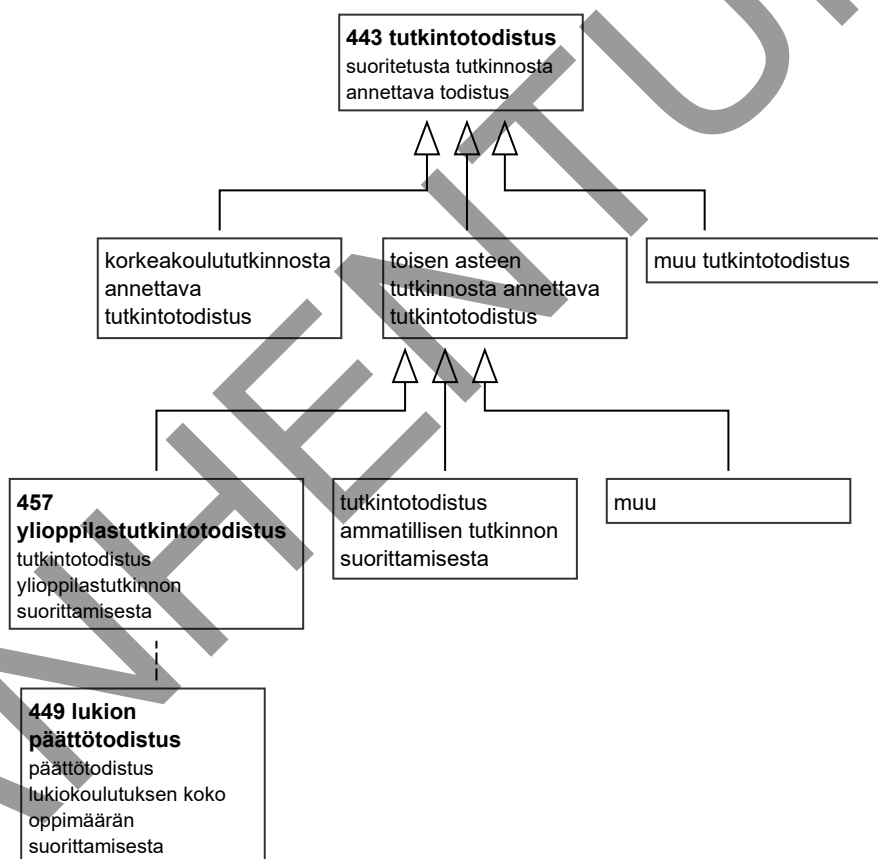 443 tutkintotodistus
suoritetusta tutkinnosta
annettava todistus
korkeakoulututkinnosta
annettava
tutkintotodistus
toisen asteen
tutkinnosta annettava
tutkintotodistus
muu tutkintotodistus
457
ylioppilastutkintotodistus
tutkintotodistus
ylioppilastutkinnon
suorittamisesta
tutkintotodistus
ammatillisen tutkinnon
suorittamisesta
muu
449 lukion
päättötodistus
päättötodistus
lukiokoulutuksen koko
oppimäärän
suorittamisesta